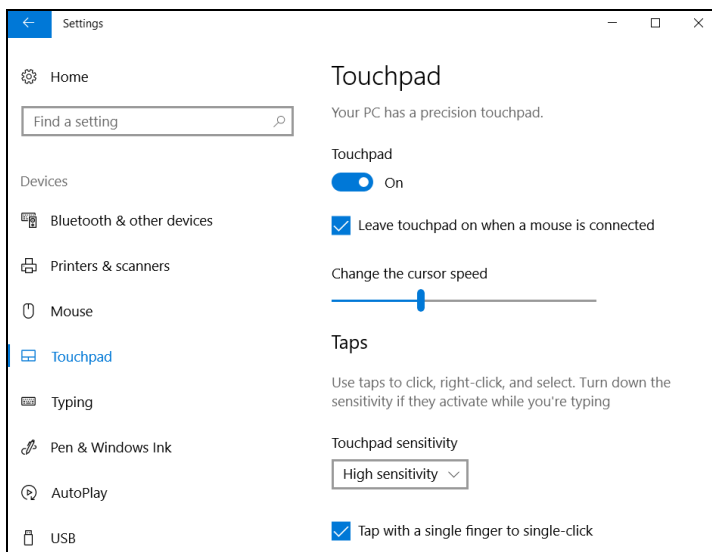 Settings
Home
Find a setting
Devices
Bluetooth & other devices
Printers & scanners
Mouse
Touchpad
Typing
Pen & Windows Ink
AutoPlay
USB
Touchpad
Your PC has a precision touchpad.
Touchpad
On
Leave touchpad on when a mouse is connected
Change the cursor speed
Taps
Use taps to click, right-click, and select. Turn down the
sensitivity if they activate while you're typing
Touchpad sensitivity
High sensitivity
Tap with a single finger to single-click